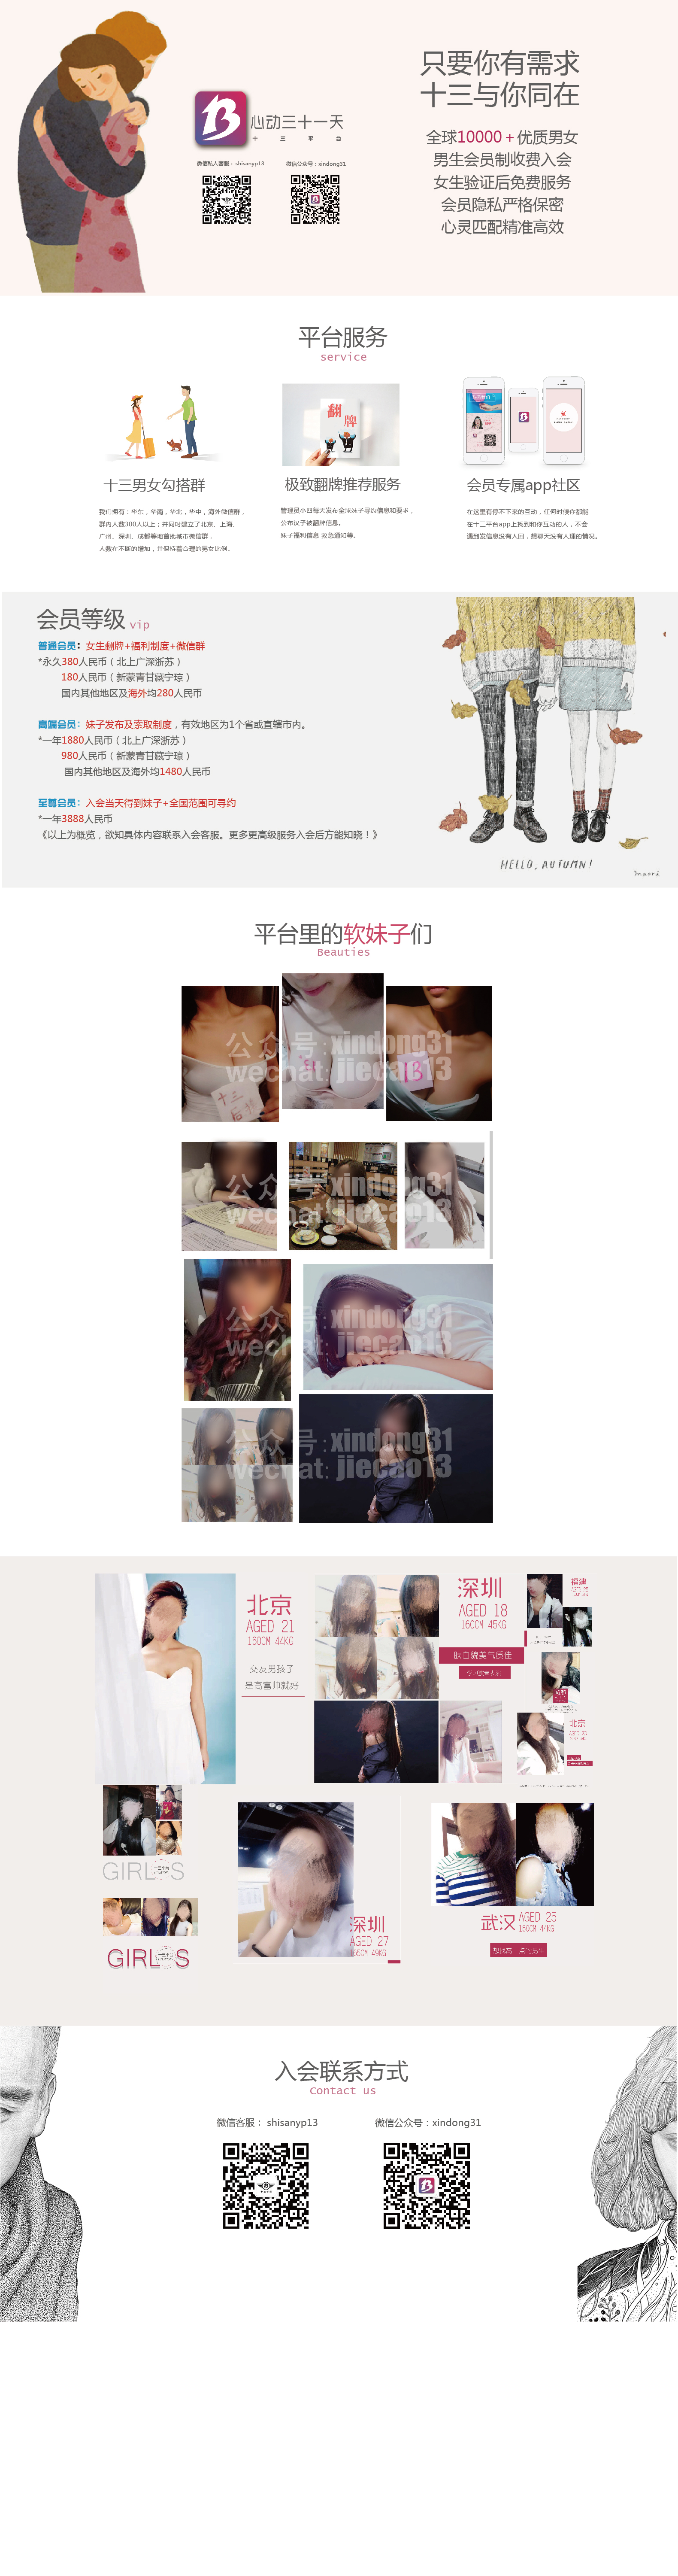 只要你有需求
十三与你同在
全球10000+优质男女
男生会员制收费入会
女生验证后免费服务
会员隐私严格保密
心灵匹配精准高效
心动三十一天
十 三 平 台
微信私人客服：shisanyp13
微信公众号：xindong31
平台服务
service
翻
牌
十三男女勾搭群
我们拥有：华东，华南，华北，华中，海外微信群，
群内人数300人以上；并同时建立了北京、上海、
广州、深圳、成都等地首批城市微信群，
人数在不断的增加，并保持着合理的男女比例。
极致翻牌推荐服务
管理员小四每天发布全球妹子寻约信息和要求，
公布汉子被翻牌信息。
妹子福利信息 救急通知等。
会员专属app社区
在这里有停不下来的互动，任何时候你都能
在十三平台app上找到和你互动的人，不会
遇到发信息没有人回，想聊天没有人理的情况。
会员等级 vip
普通会员：女生翻牌+福利制度+微信群
*永久380人民币（北上广深浙苏）
180人民币（新蒙青甘藏宁琼）
国内其他地区及海外均280人民币
高端会员：妹子发布及索取制度，有效地区为1个省或直辖市内。
*一年1880人民币（北上广深浙苏）
980人民币（新蒙青甘藏宁琼）
国内其他地区及海外均1480人民币
至尊会员：入会当天得到妹子+全国范围可寻约
*一年3888人民币
《以上为概览，欲知具体内容联系入会客服。更多更高级服务入会后方能知晓！》
HELLO, AUTUMN!
平台里的软妹子们
Beauties
十三
13
公众号:xindong31
wechat:jiecao13
公众号:xindong31
wechat:jiecao13
公众号:xindong31
wechat:jiecao13
公众号:xindong31
wechat:jiecao13
北京
AGED 21
150CM 44KG
交友男孩了
是高富帅就好
深圳
AGED 18
160CM 45KG
肤白貌美气质佳
福建
北京
GIRL S
GIRL S
深圳
AGED 27
165CM 49KG
武汉
AGED 25
160CM 44KG
入会联系方式
Contact us
微信客服： shisanyp13
微信公众号：xindong31